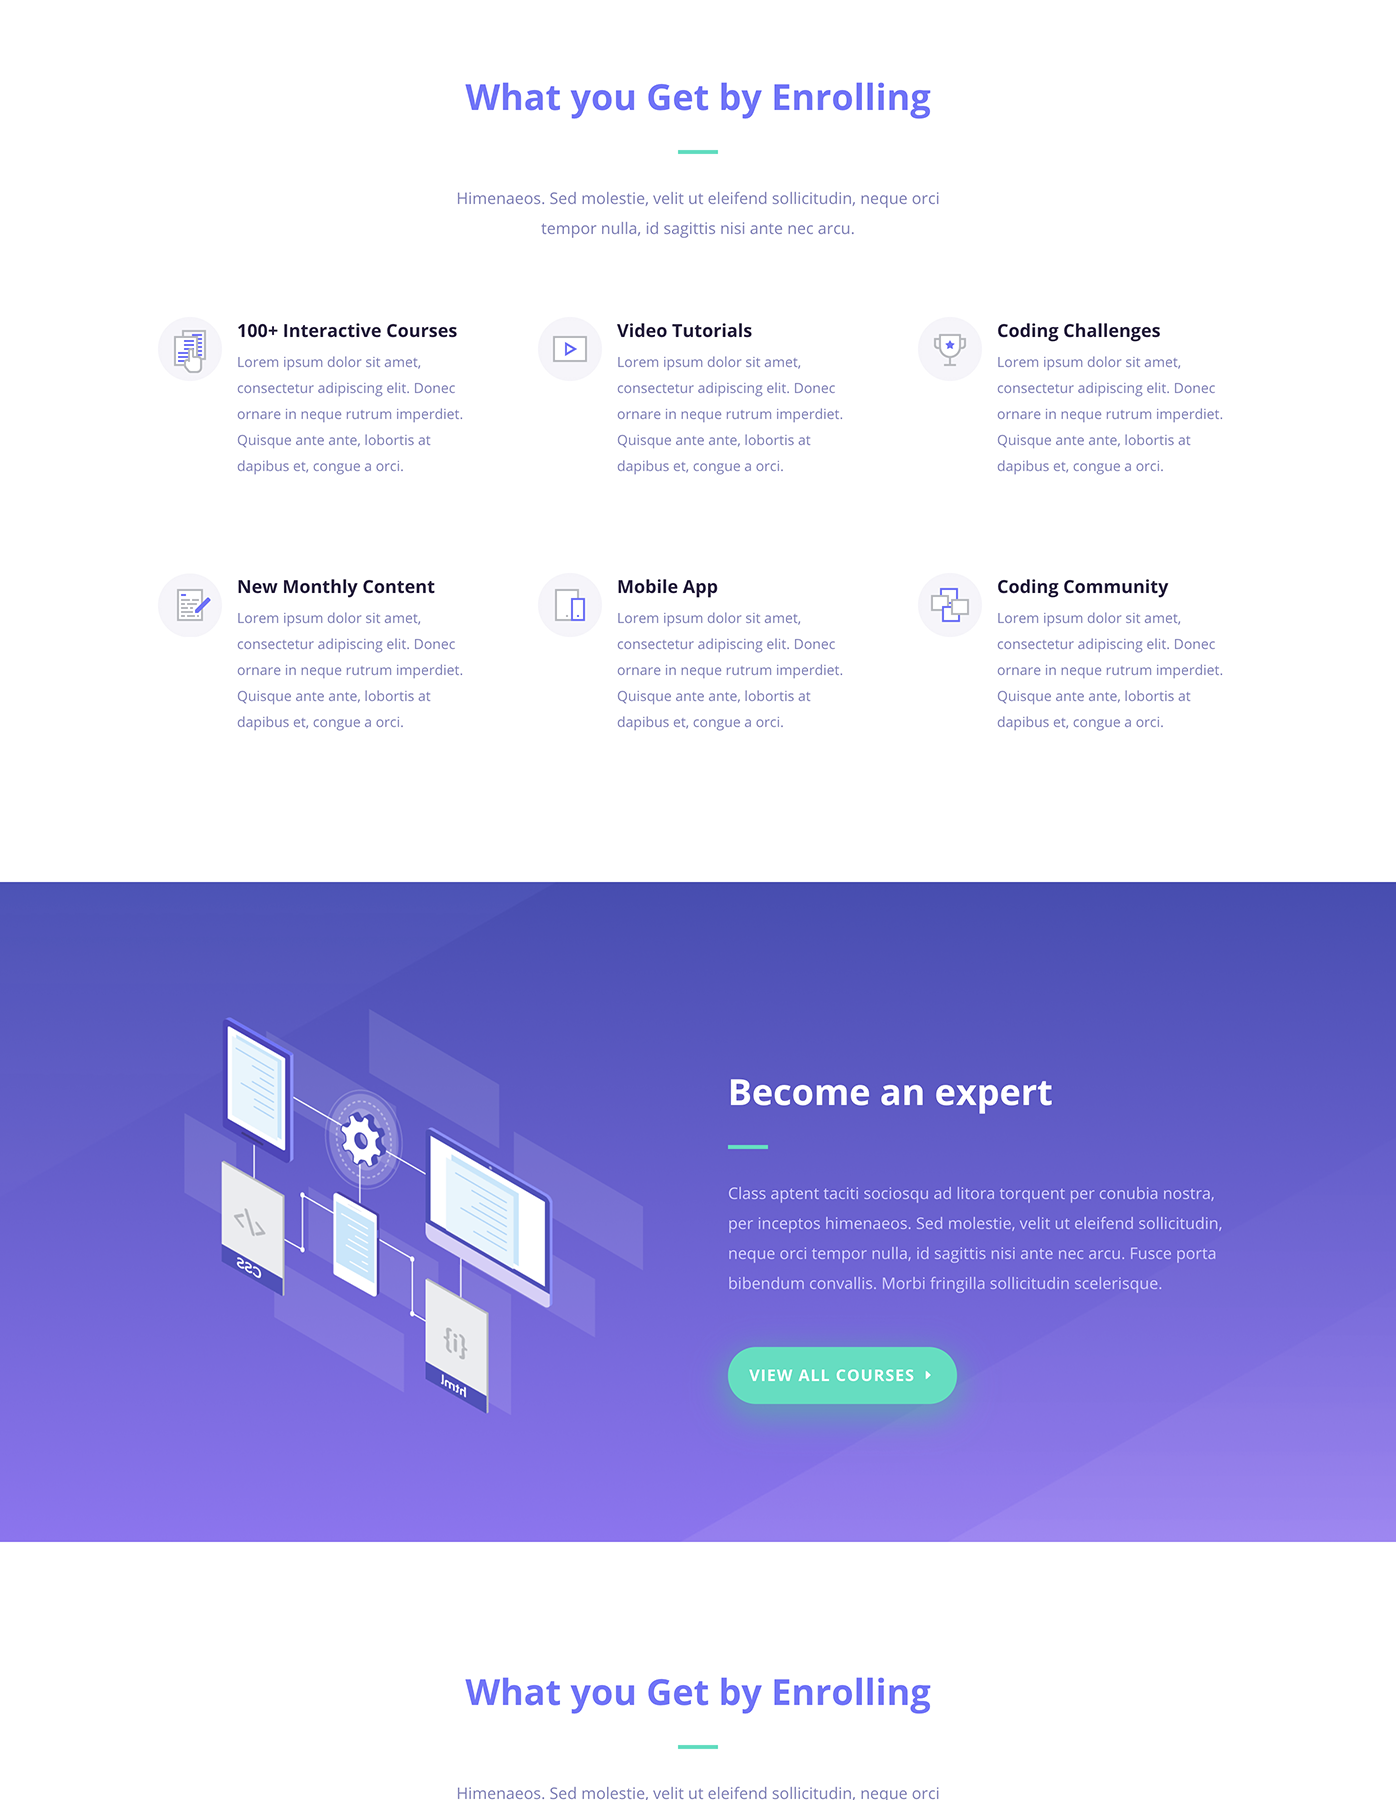 What you Get by Enrolling
Himenaeos. Sed molestie, velit ut eleifend sollicitudin, neque orci
tempor nulla, id sagittis nisi ante nec arcu.
100+ Interactive Courses
Lorem ipsum dolor sit amet,
consectetur adipiscing elit. Donec
ornare in neque rutrum imperdiet.
Quisque ante ante, lobortis at
dapibus et, congue a orci.
Video Tutorials
Lorem ipsum dolor sit amet,
consectetur adipiscing elit. Donec
ornare in neque rutrum imperdiet.
Quisque ante ante, lobortis at
dapibus et, congue a orci.
Coding Challenges
Lorem ipsum dolor sit amet,
consectetur adipiscing elit. Donec
ornare in neque rutrum imperdiet.
Quisque ante ante, lobortis at
dapibus et, congue a orci.
New Monthly Content
Lorem ipsum dolor sit amet,
consectetur adipiscing elit. Donec
ornare in neque rutrum imperdiet.
Quisque ante ante, lobortis at
dapibus et, congue a orci.
Mobile App
Lorem ipsum dolor sit amet,
consectetur adipiscing elit. Donec
ornare in neque rutrum imperdiet.
Quisque ante ante, lobortis at
dapibus et, congue a orci.
Coding Community
Lorem ipsum dolor sit amet,
consectetur adipiscing elit. Donec
ornare in neque rutrum imperdiet.
Quisque ante ante, lobortis at
dapibus et, congue a orci.
</>
CSS
{i}
html
Become an expert
Class aptent taciti sociosqu ad litora torquent per conubia nostra,
per inceptos himenaeos. Sed molestie, velit ut eleifend sollicitudin,
neque orci tempor nulla, id sagittis nisi ante nec arcu. Fusce porta
bibendum convallis. Morbi fringilla sollicitudin scelerisque.
VIEW ALL COURSES
What you Get by Enrolling
Himenaeos. Sed molestie, velit ut eleifend sollicitudin, neque orci